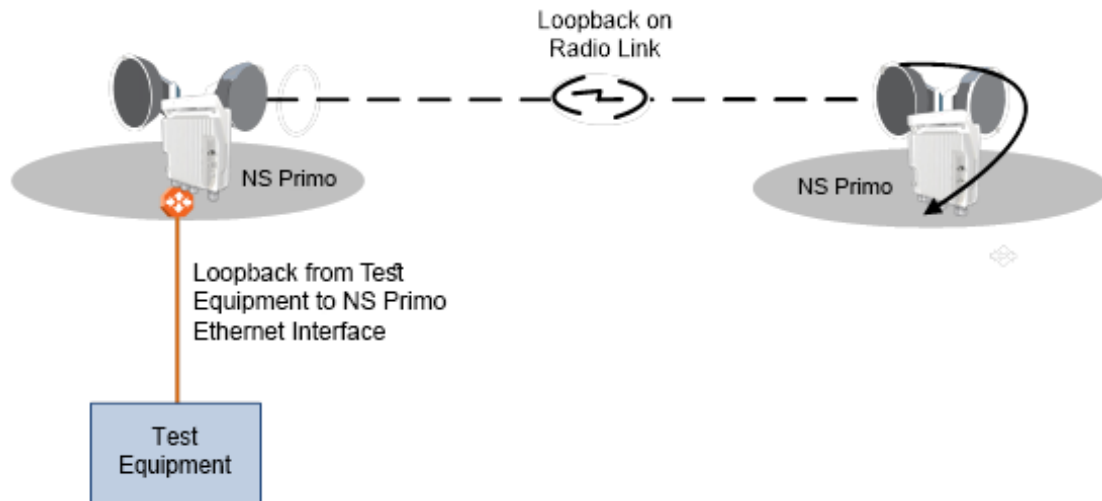 Loopback on
Radio Link
NS Primo
NS Primo
Loopback from Test
Equipment to NS Primo
Ethernet Interface
Test
Equipment